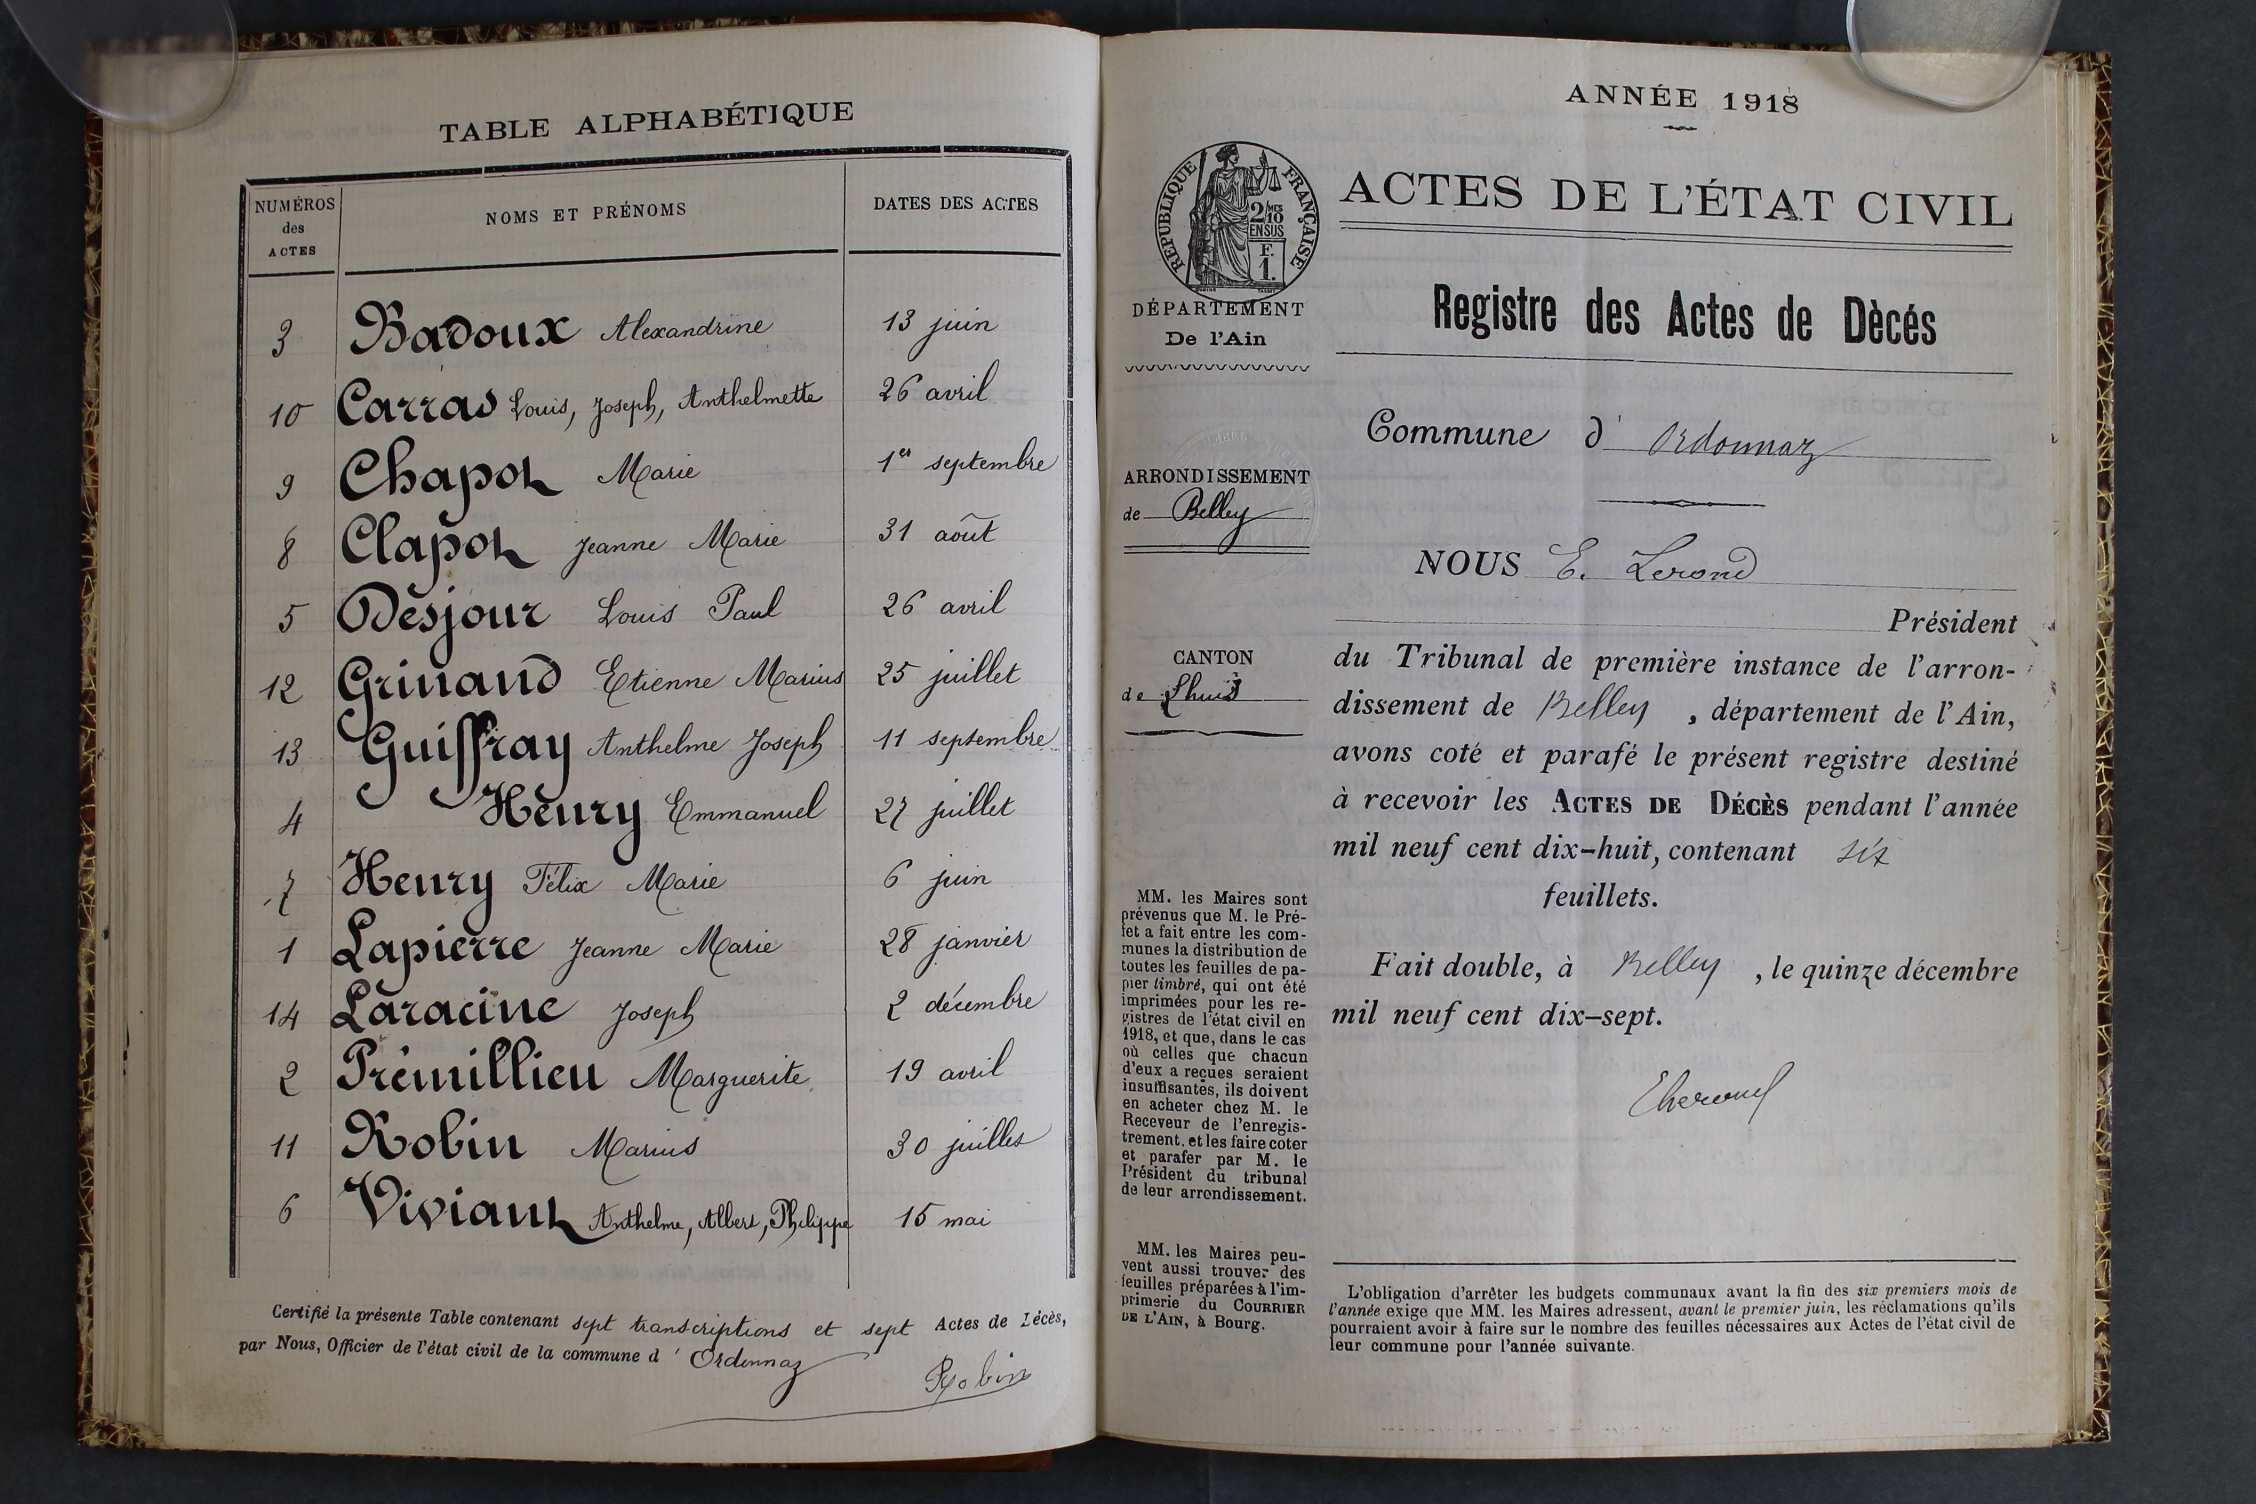 TABLE ALPHABÉTIQUE
NUMÉROS des ACTES NOMS ET PRÉNOMS DATES DES ACTES
3 Badoux Alexandrine 13 juin
10 Carras Louis, Joseph, Anthelmette 26 avril
9 Chapot Marie 1er septembre
8 Clapot Jeanne Marie 31 août
5 Desjour Louis Paul 26 avril
12 Grinand Etienne Marius 25 juillet
13 Guiffray Anthelme Joseph 11 septembre
4 Henry Emmanuel 27 juillet
7 Henry Félix Marie 6 juin
1 Lapierre Jeanne Marie 28 janvier
14 Laracine Joseph 2 décembre
2 Prémillieu Marguerite 19 avril
11 Robin Marius 30 juillet
6 Viviant Anthelme, Albert, Philippe 15 mai
Certifié la présente Table contenant sept transcriptions et sept Actes de Décès,
par Nous, Officier de l'état civil de la commune d' Ordonnaz
Robin
ANNÉE 1918
RÉPUBLIQUE FRANÇAISE
2/10 MES
EN SUS
F.
1.
ACTES DE L'ÉTAT CIVIL
DÉPARTEMENT
De l'Ain
Registre des Actes de Dècés
Commune d' Ordonnaz
ARRONDISSEMENT
de Belley
NOUS E. Lerond
Président
CANTON
de Lhuis
du Tribunal de première instance de l'arron-
dissement de Belley, département de l'Ain,
avons coté et parafé le présent registre destiné
à recevoir les ACTES DE DÉCÈS pendant l'année
mil neuf cent dix-huit, contenant six
feuillets.
Fait double, à Belley, le quinze décembre
mil neuf cent dix-sept.
MM. les Maires sont
prévenus que M. le Pré-
fet a fait entre les com-
munes la distribution de
toutes les feuilles de pa-
pier timbré, qui ont été
imprimées pour les re-
gistres de l'état civil en
1918, et que, dans le cas
où celles que chacun
d'eux a reçues seraient
insuffisantes, ils doivent
en acheter chez M. le
Receveur de l'enregis-
trement, et les faire coter
et parafer par M. le
Président du tribunal
de leur arrondissement.
MM. les Maires peu-
vent aussi trouver des
feuilles préparées à l'im-
primerie du COURRIER
DE L'AIN, à Bourg.
L'obligation d'arrêter les budgets communaux avant la fin des six premiers mois de
l'année exige que MM. les Maires adressent, avant le premier juin, les réclamations qu'ils
pourraient avoir à faire sur le nombre des feuilles nécessaires aux Actes de l'état civil de
leur commune pour l'année suivante.